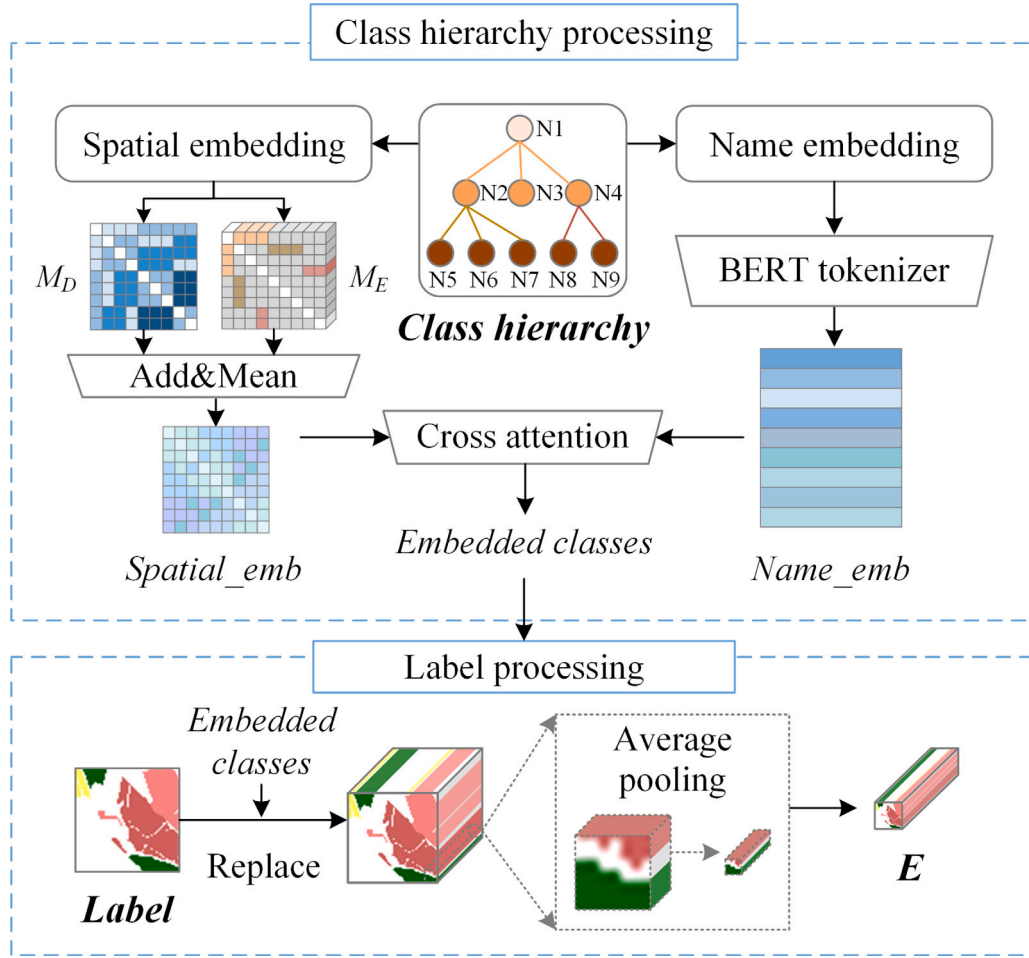 Class hierarchy processing
Spatial embedding
N1
N2
N3
N4
N5
N6
N7
N8
N9
Class hierarchy
Name embedding
BERT tokenizer
M_D
M_E
Add&Mean
Cross attention
Spatial_emb
Embedded classes
Name_emb
Label processing
Label
Embedded
classes
Replace
Average
pooling
E